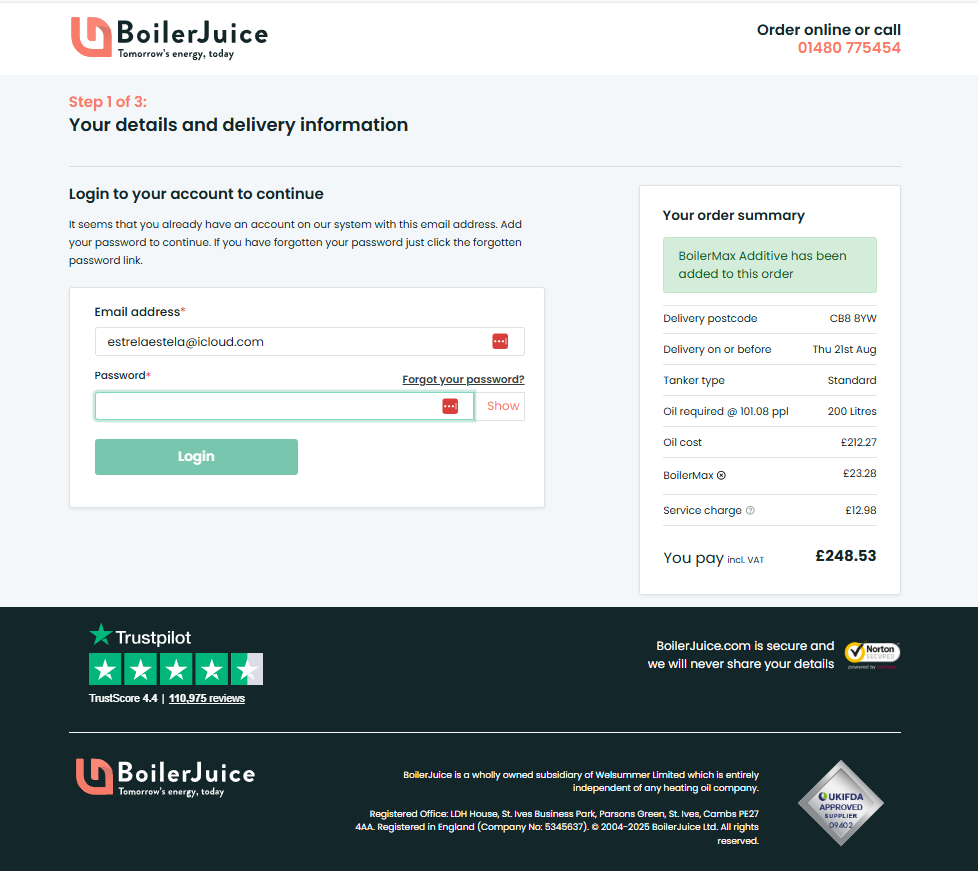 BoilerJuice
Tomorrow's energy, today
Order online or call
01480 775454
Step 1 of 3:
Your details and delivery information
Login to your account to continue
It seems that you already have an account on our system with this email address. Add
your password to continue. If you have forgotten your password just click the forgotten
password link.
Email address*
estrelaestela@icloud.com
Password*
Forgot your password?
Show
Login
Your order summary
BoilerMax Additive has been
added to this order
Delivery postcode CB8 8YW
Delivery on or before Thu 21st Aug
Tanker type Standard
Oil required @ 101.08 ppl 200 Litres
Oil cost £212.27
BoilerMax £23.28
Service charge £12.98
You pay incl. VAT £248.53
Trustpilot
TrustScore 4.4 | 110,975 reviews
BoilerJuice.com is secure and
we will never share your details
Norton
SECURED
powered by
BoilerJuice
Tomorrow's energy, today
BoilerJuice is a wholly owned subsidiary of Welsummer Limited which is entirely
independent of any heating oil company.
Registered Office: LDH House, St. Ives Business Park, Parsons Green, St. Ives, Cambs PE27
4AA. Registered in England (Company No: 5345637). © 2004-2025 BoilerJuice Ltd. All rights
reserved.
UKIFDA
APPROVED
SUPPLIER
09402